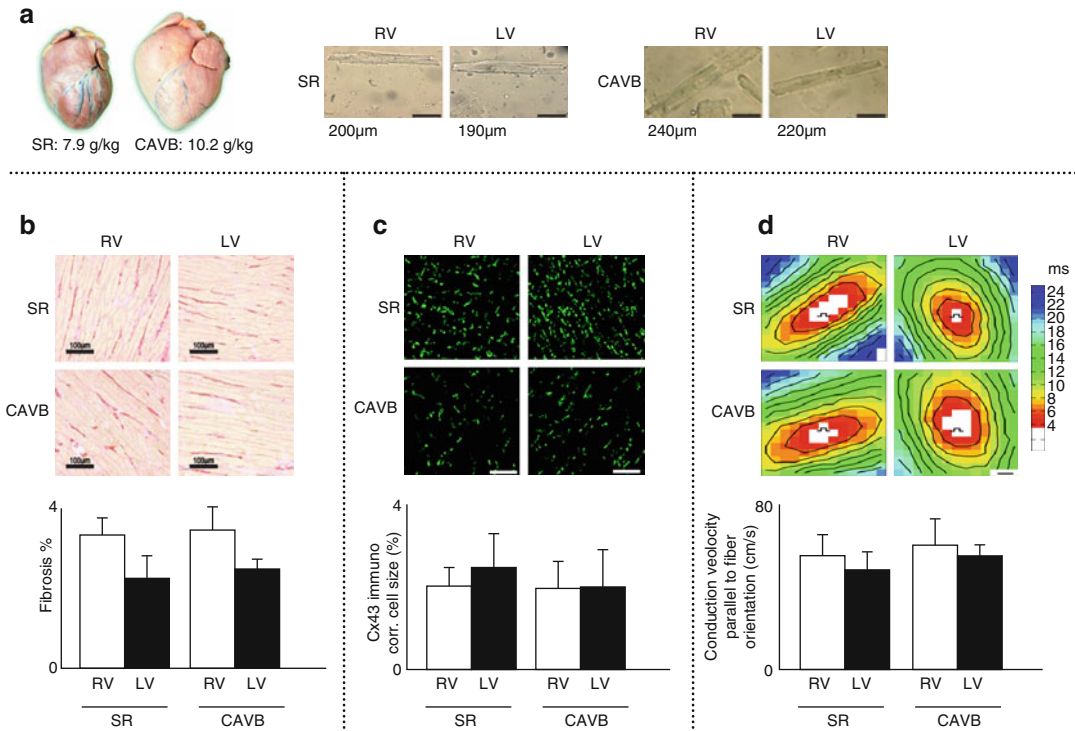 a
RV LV RV LV
SR CAVB
SR: 7.9 g/kg CAVB: 10.2 g/kg
200µm 190µm 240µm 220µm
b
RV LV
SR
100µm 100µm
CAVB
100µm 100µm
4
Fibrosis %
0
RV LV RV LV
SR CAVB
c
RV LV
SR
CAVB
4
Cx43 immuno
corr. cell size (%)
0
RV LV RV LV
SR CAVB
d
RV LV
ms
SR
24
22
20
18
16
14
12
10
8
6
4
CAVB
80
Conduction veolocity
parallel to fiber
orientation (cm/s)
0
RV LV RV LV
SR CAVB